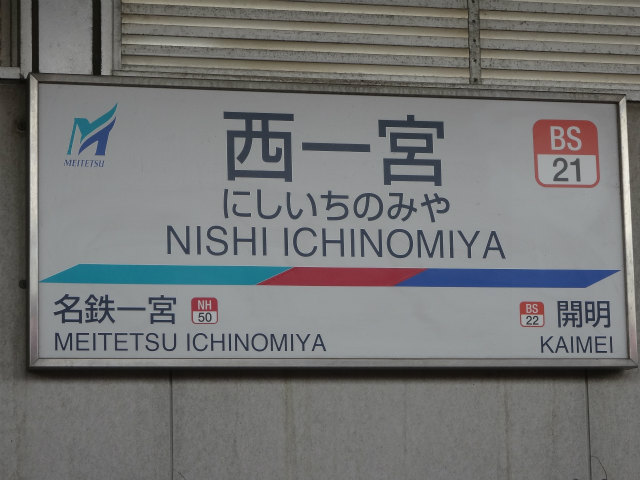 MEITETSU
西一宮
にしいちのみや
NISHI ICHINOMIYA
BS
21
名鉄一宮 NH 50
MEITETSU ICHINOMIYA
BS 22 開明
KAIMEI